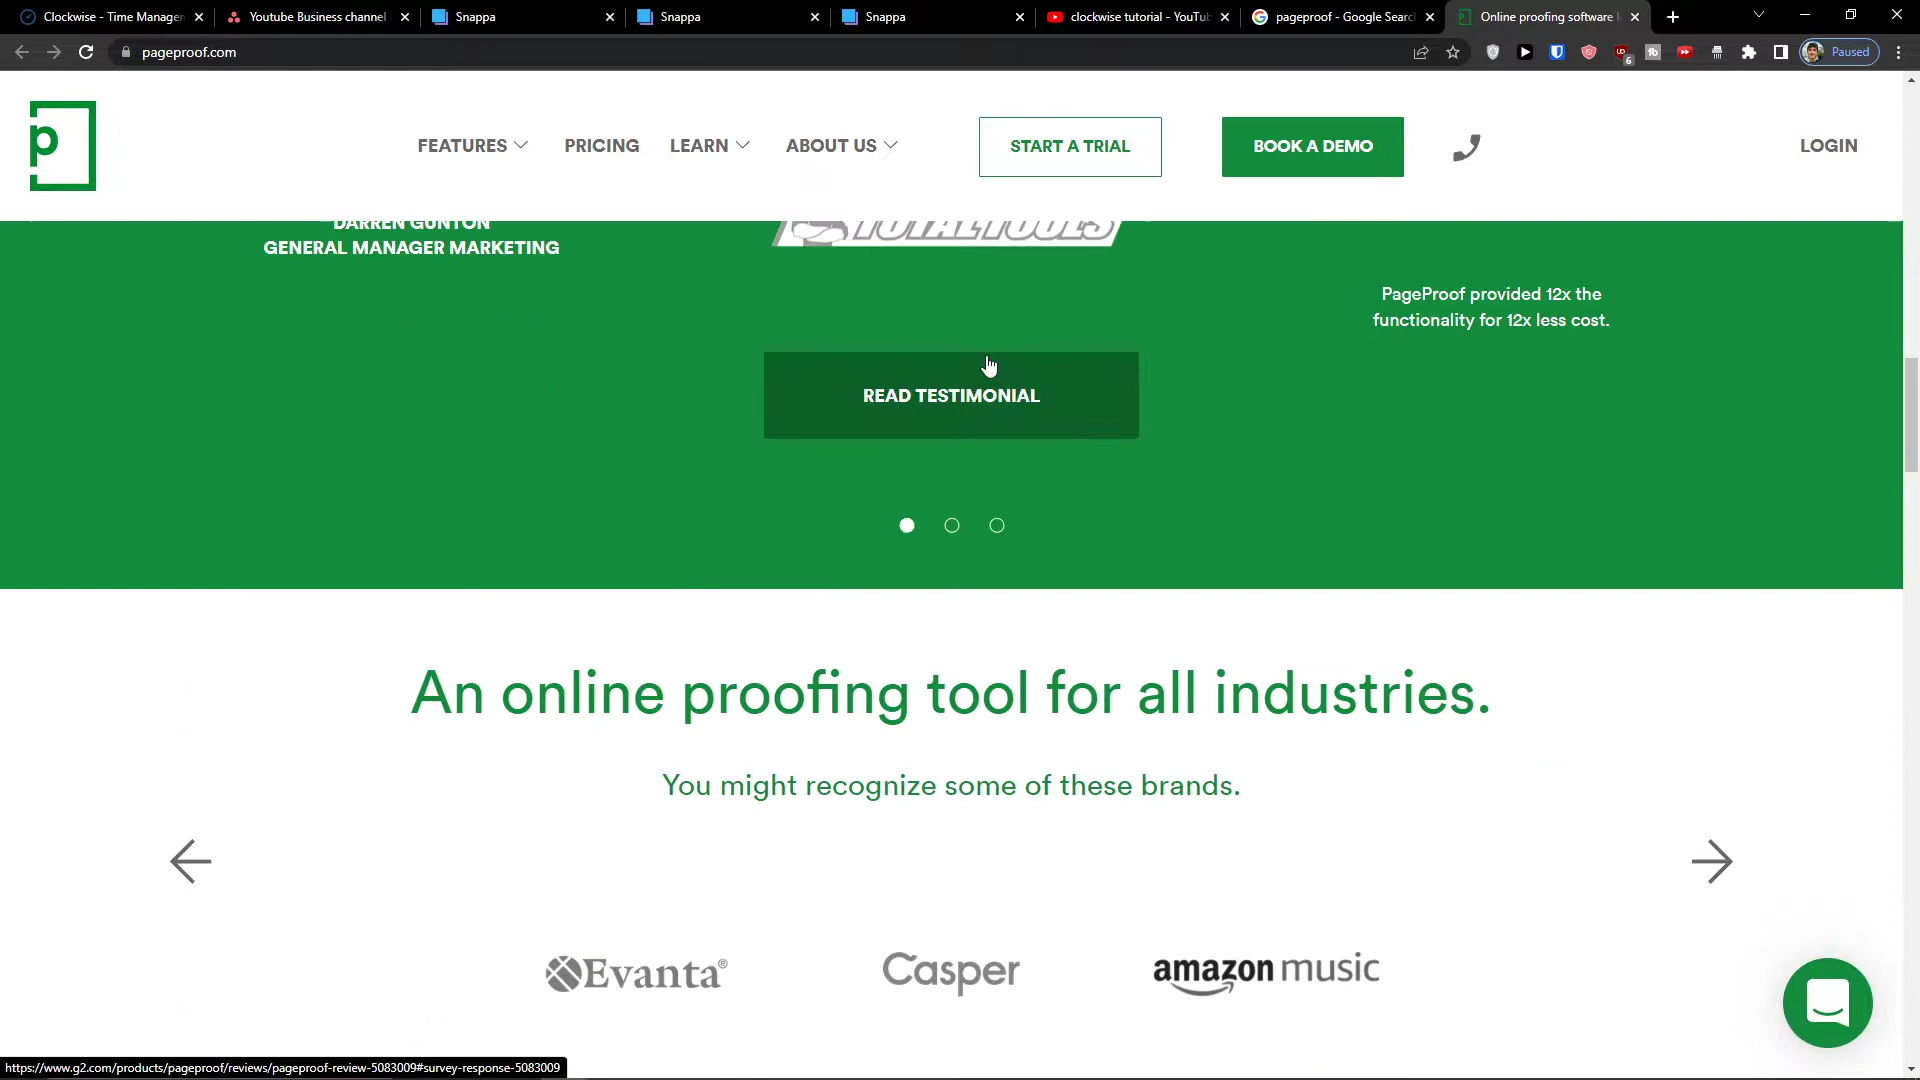 Clockwise - Time Manager
Youtube Business channel
Snappa
Snappa
Snappa
clockwise tutorial - YouTub
pageproof - Google Searc
Online proofing software l
pageproof.com
6
Paused
p
FEATURES
PRICING
LEARN
ABOUT US
START A TRIAL
BOOK A DEMO
LOGIN
DARREN GUNTON
GENERAL MANAGER MARKETING
TOTAL TOOLS
PageProof provided 12x the
functionality for 12x less cost.
READ TESTIMONIAL
An online proofing tool for all industries.
You might recognize some of these brands.
Evanta®
Casper
amazon music
https://www.g2.com/products/pageproof/reviews/pageproof-review-5083009#survey-response-5083009